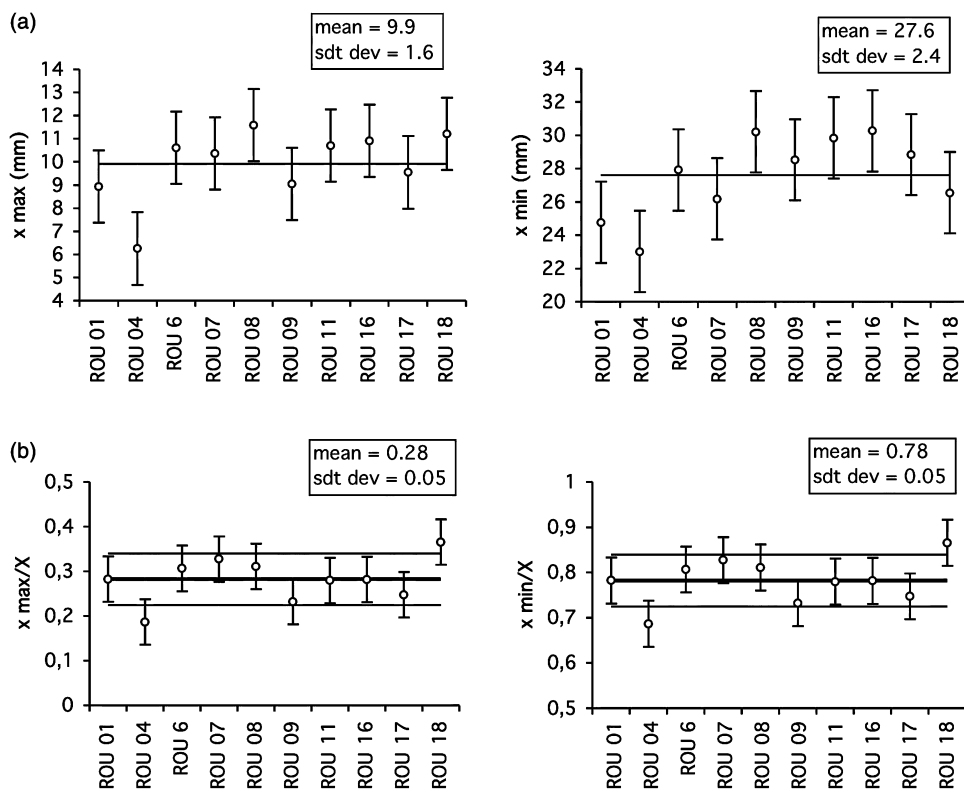 (a)
mean = 9.9
sdt dev = 1.6
x max (mm)
14
13
12
11
10
9
8
7
6
5
4
ROU 01
ROU 04
ROU 6
ROU 07
ROU 08
ROU 09
ROU 11
ROU 16
ROU 17
ROU 18
mean = 27.6
sdt dev = 2.4
x min (mm)
34
32
30
28
26
24
22
20
ROU 01
ROU 04
ROU 6
ROU 07
ROU 08
ROU 09
ROU 11
ROU 16
ROU 17
ROU 18
(b)
mean = 0.28
sdt dev = 0.05
x max/X
0,5
0,4
0,3
0,2
0,1
0
ROU 01
ROU 04
ROU 6
ROU 07
ROU 08
ROU 09
ROU 11
ROU 16
ROU 17
ROU 18
mean = 0.78
sdt dev = 0.05
x min/X
1
0,9
0,8
0,7
0,6
0,5
ROU 01
ROU 04
ROU 6
ROU 07
ROU 08
ROU 09
ROU 11
ROU 16
ROU 17
ROU 18